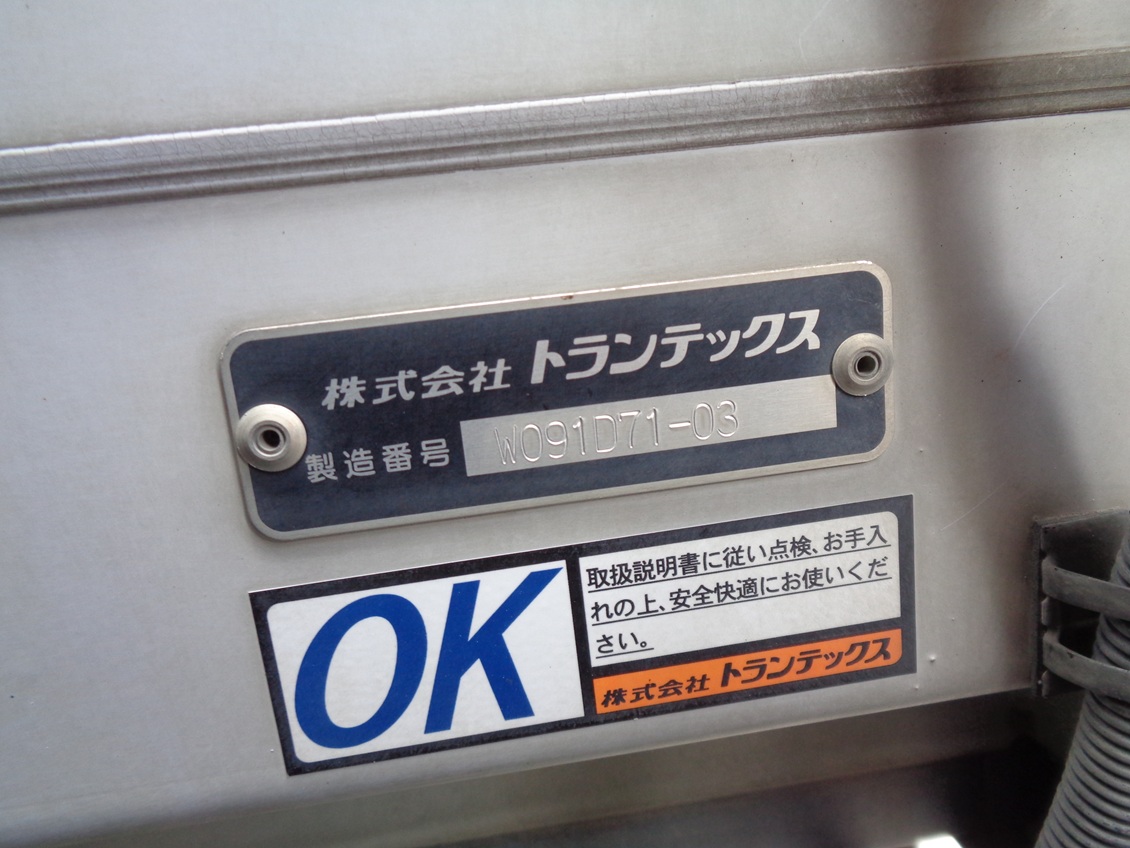 株式会社 トランテックス
製造番号 W091D71-03
OK
取扱説明書に従い点検、お手入
れの上、安全快適にお使いくだ
さい。
株式会社 トランテックス